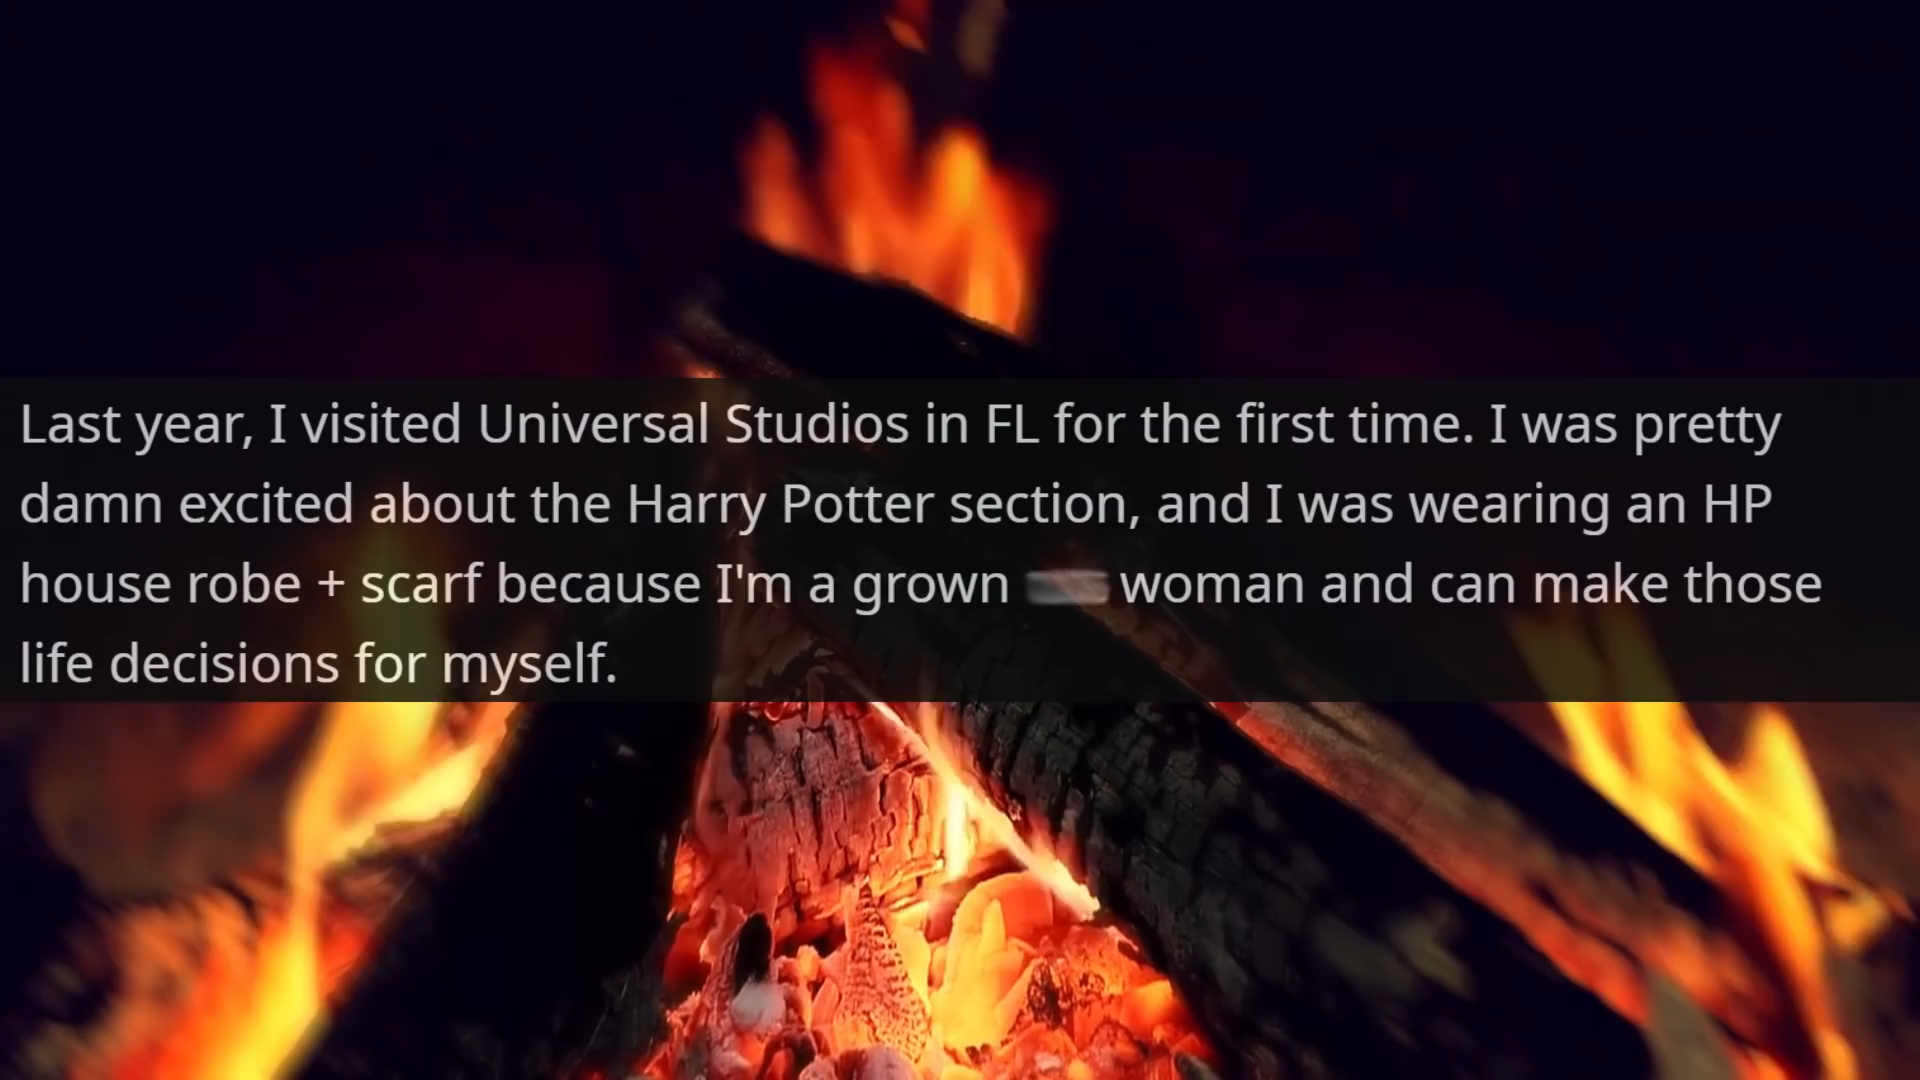 Last year, I visited Universal Studios in FL for the first time. I was pretty
damn excited about the Harry Potter section, and I was wearing an HP
house robe + scarf because I'm a grown woman and can make those
life decisions for myself.